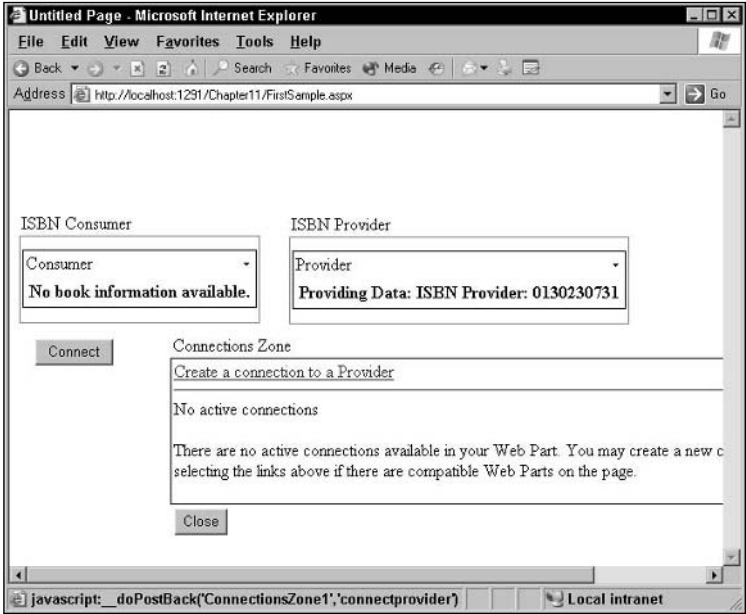 Untitled Page - Microsoft Internet Explorer
File Edit View Favorites Tools Help
Back Search Favorites Media
Address http://localhost:1291/Chapter11/FirstSample.aspx Go
ISBN Consumer ISBN Provider
Consumer Provider
No book information available. Providing Data: ISBN Provider: 0130230731
Connect Connections Zone
Create a connection to a Provider
No active connections
There are no active connections available in your Web Part. You may create a new c
selecting the links above if there are compatible Web Parts on the page.
Close
javascript:__doPostBack('ConnectionsZone1','connectprovider') Local intranet